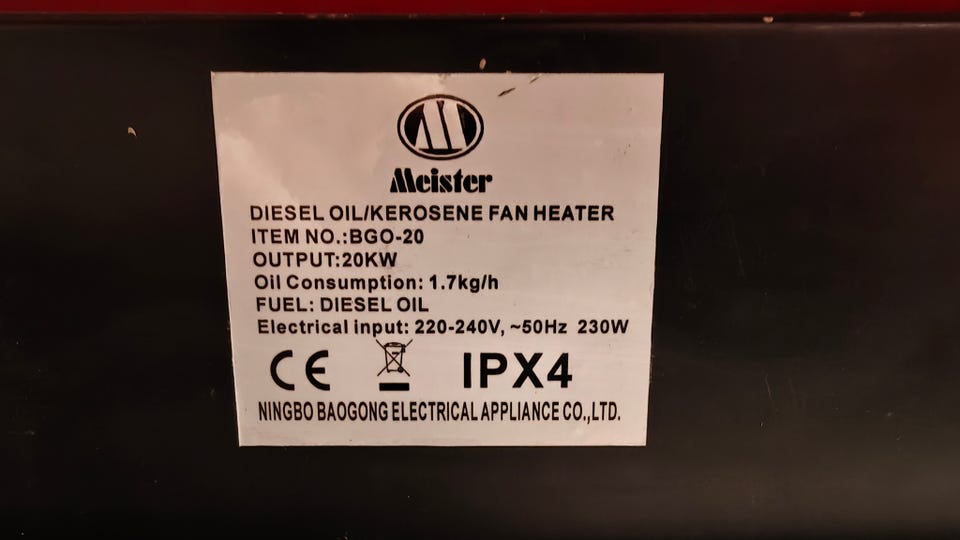 Meister
DIESEL OIL/KEROSENE FAN HEATER
ITEM NO.:BGO-20
OUTPUT:20KW
Oil Consumption: 1.7kg/h
FUEL: DIESEL OIL
Electrical input: 220-240V, ~50Hz 230W
CE IPX4
NINGBO BAOGONG ELECTRICAL APPLIANCE CO.,LTD.